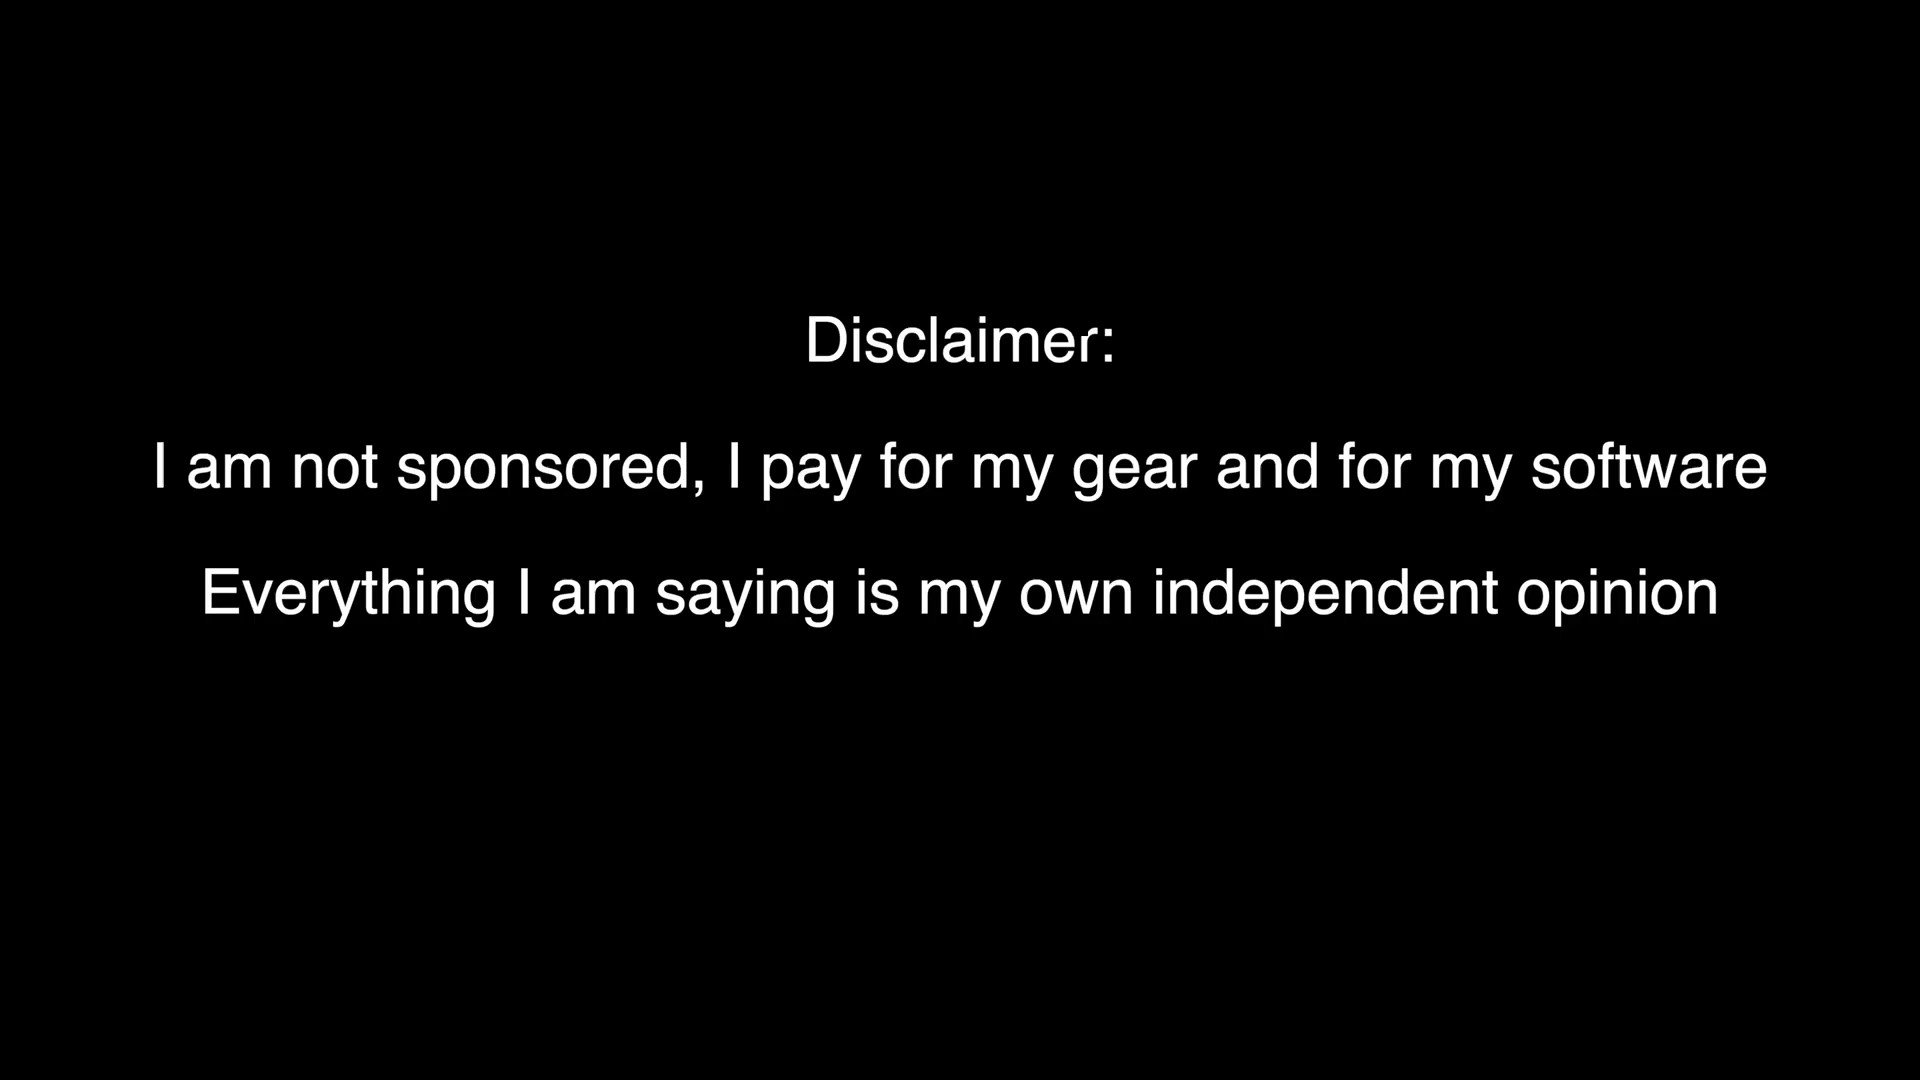 Disclaimer:
I am not sponsored, I pay for my gear and for my software
Everything I am saying is my own independent opinion